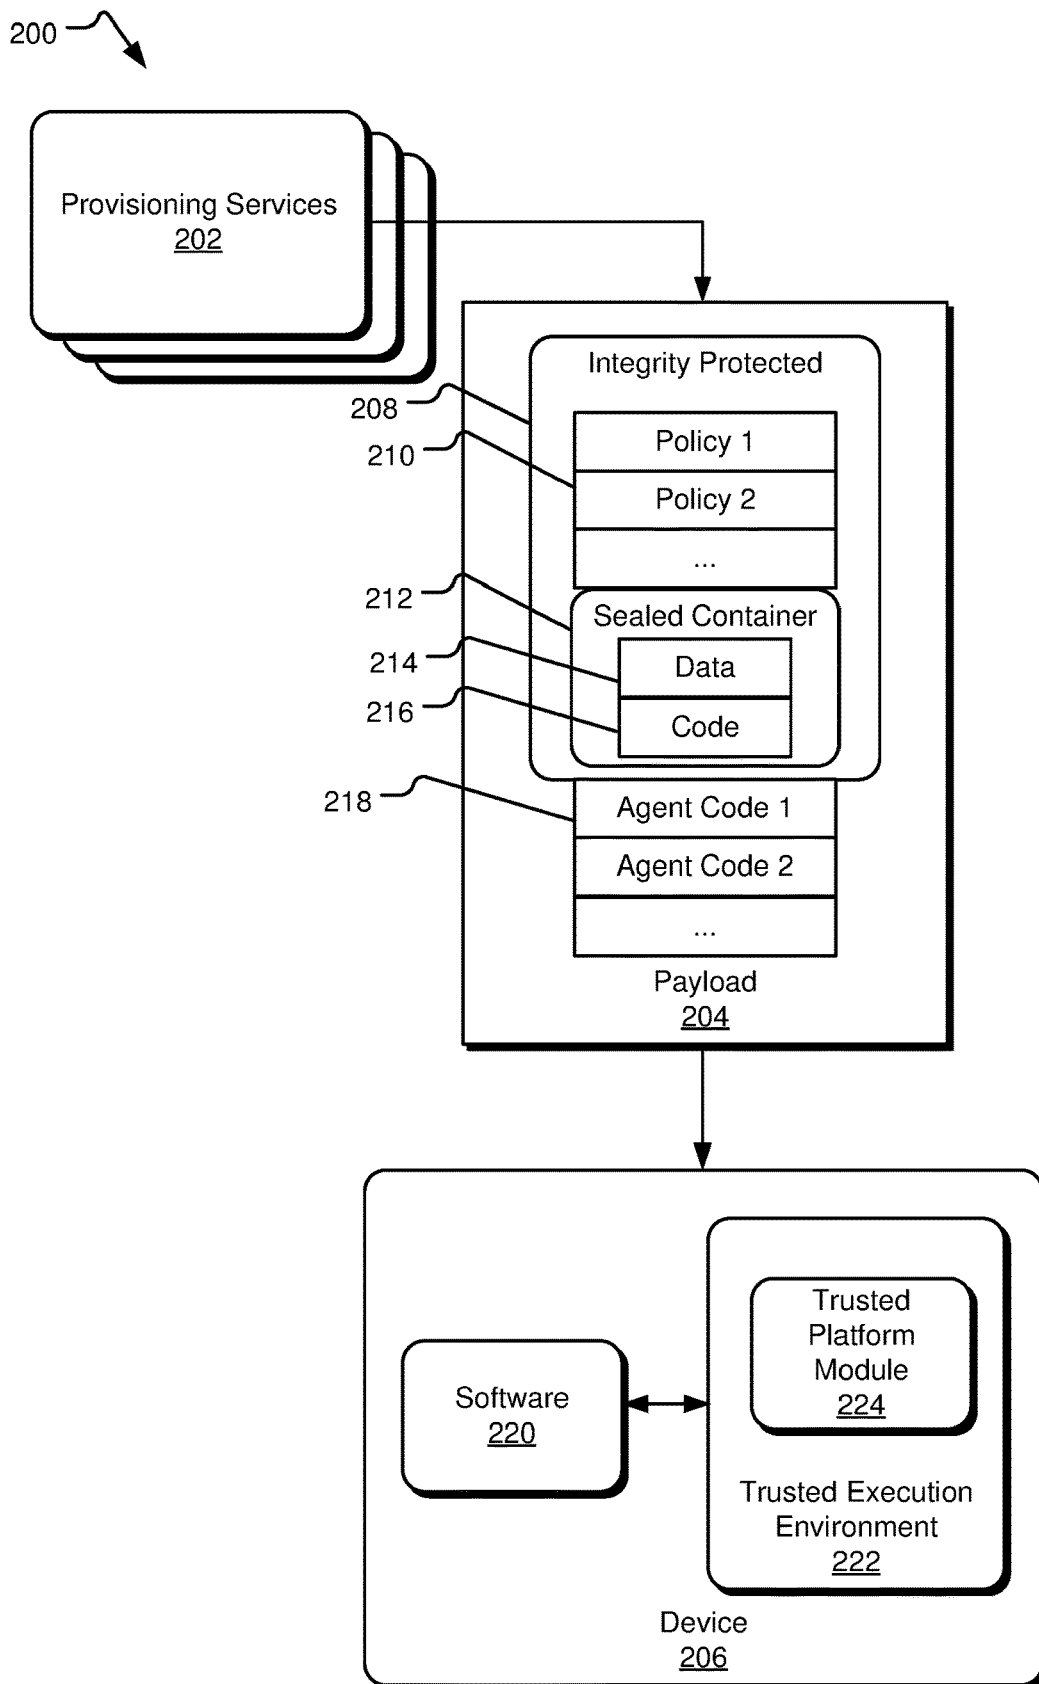 200
Provisioning Services
202
Integrity Protected
208
Policy 1
210
Policy 2
...
212
Sealed Container
214
Data
216
Code
218
Agent Code 1
Agent Code 2
...
Payload
204
Trusted
Platform
Module
224
Software
220
Trusted Execution
Environment
222
Device
206